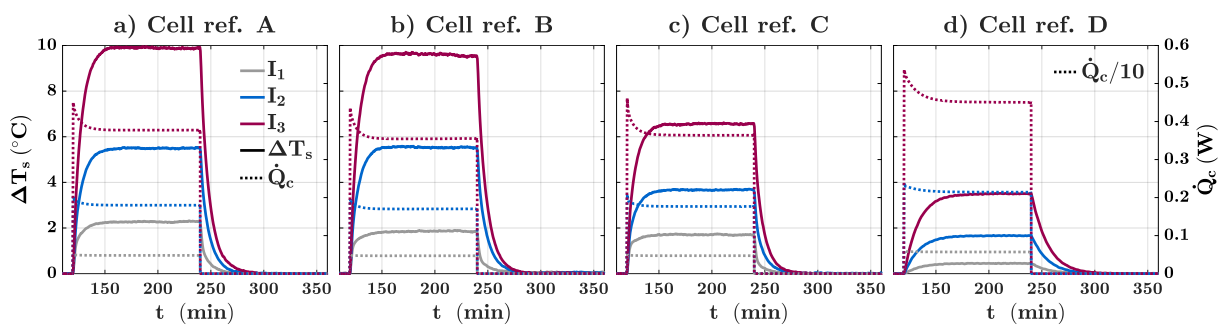 a) Cell ref. A
b) Cell ref. B
c) Cell ref. C
d) Cell ref. D
ΔTₛ (°C)
10
8
6
4
2
0
I₁
I₂
I₃
ΔTₛ
Q̇c
Q̇c/10
0.6
0.5
0.4
0.3
0.2
0.1
0
Q̇c (W)
150 200 250 300 350
150 200 250 300 350
150 200 250 300 350
150 200 250 300 350
t (min)
t (min)
t (min)
t (min)